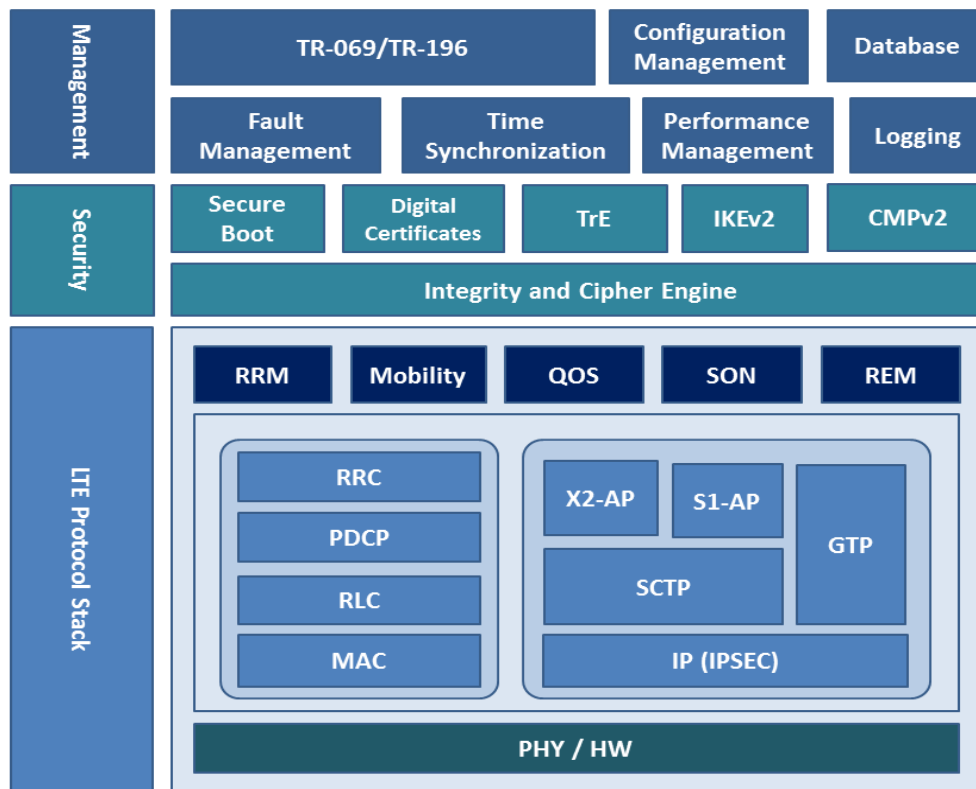 Management
TR-069/TR-196
Configuration
Management
Database
Fault
Management
Time
Synchronization
Performance
Management
Logging
Security
Secure
Boot
Digital
Certificates
TrE
IKEv2
CMPv2
Integrity and Cipher Engine
LTE Protocol Stack
RRM
Mobility
QOS
SON
REM
RRC
PDCP
RLC
MAC
X2-AP
S1-AP
GTP
SCTP
IP (IPSEC)
PHY / HW